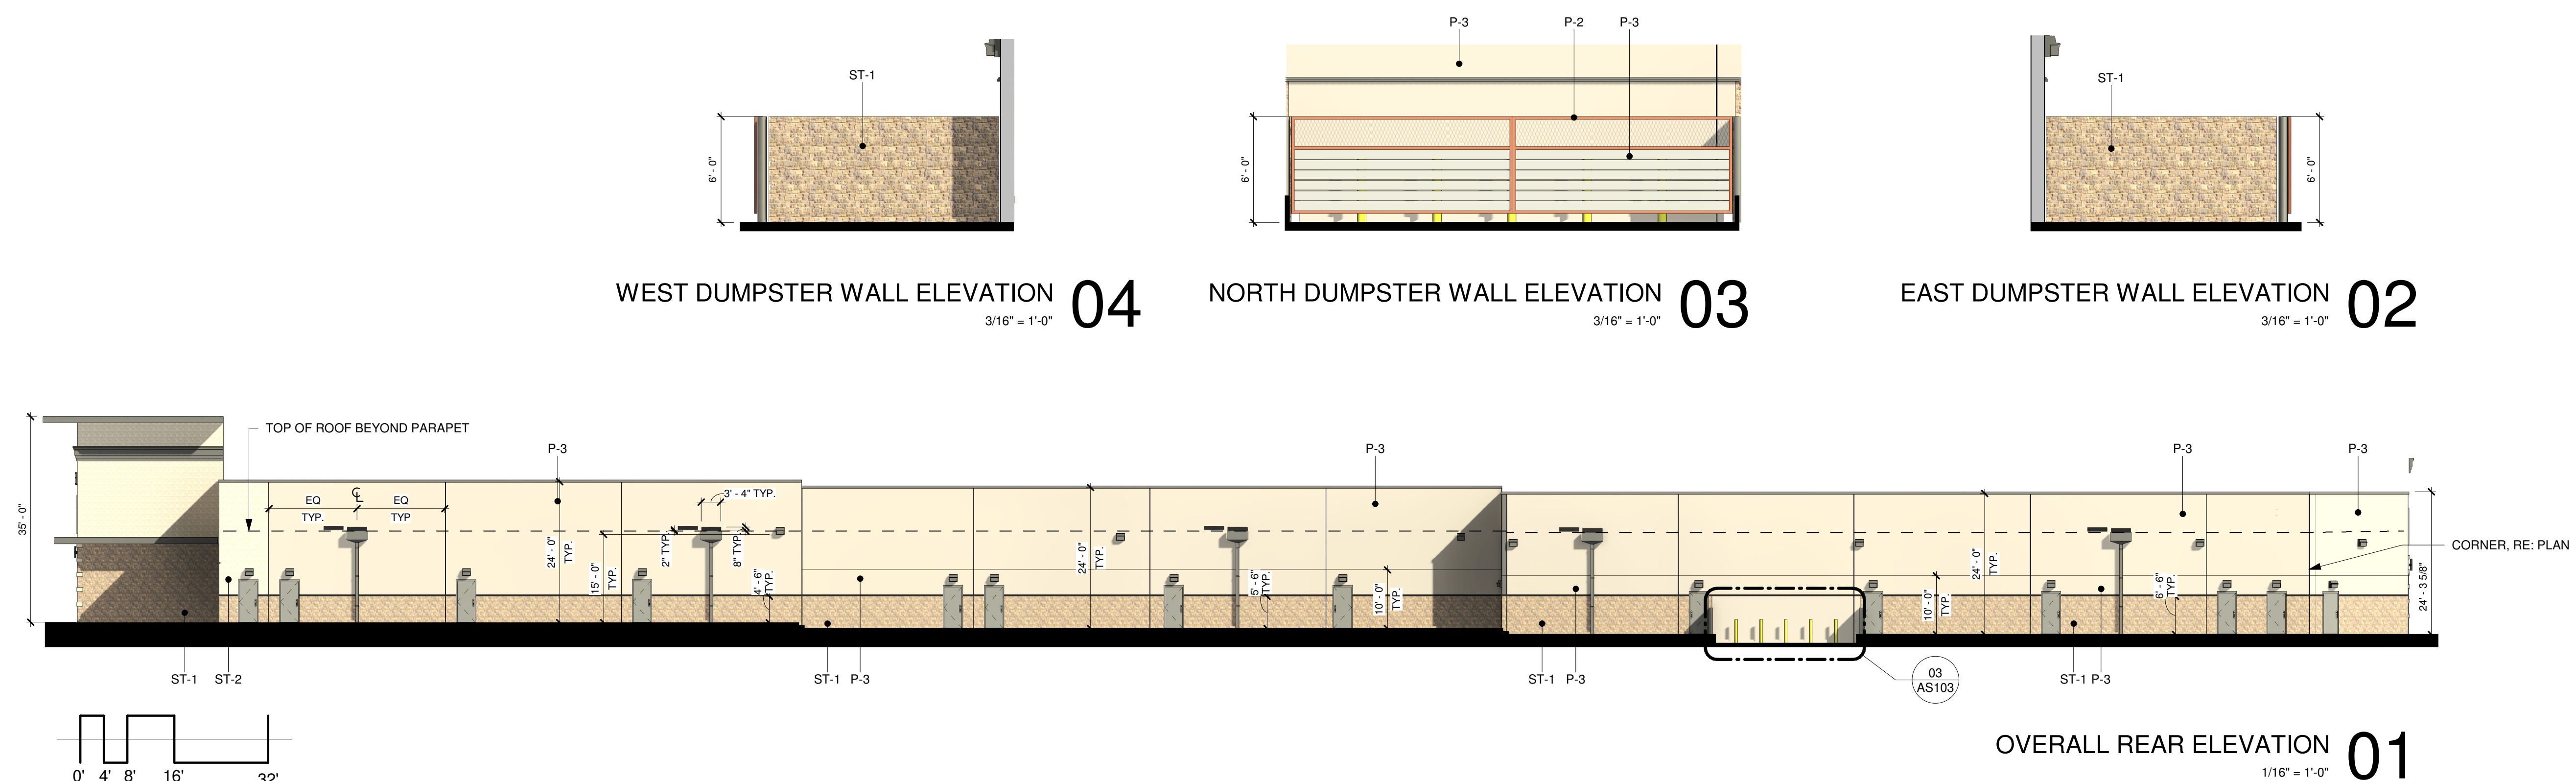 P-3 P-2 P-3
ST-1
ST-1
6' - 0"
6' - 0"
6' - 0"
WEST DUMPSTER WALL ELEVATION 04
3/16" = 1'-0"
NORTH DUMPSTER WALL ELEVATION 03
3/16" = 1'-0"
EAST DUMPSTER WALL ELEVATION 02
3/16" = 1'-0"
TOP OF ROOF BEYOND PARAPET
P-3
P-3
P-3
P-3
35' - 0"
EQ
TYP.
℄
EQ
TYP
24' - 0"
TYP.
15' - 0"
TYP.
3' - 4" TYP.
2" TYP.
8" TYP.
4' - 6"
TYP.
24' - 0"
TYP.
5' - 6"
TYP.
10' - 0"
TYP.
10' - 0"
TYP.
24' - 0"
TYP.
6' - 6"
TYP.
CORNER, RE: PLAN
24' - 3 5/8"
ST-1 ST-2
ST-1 P-3
ST-1 P-3
ST-1 P-3
03
AS103
0' 4' 8' 16' 32'
OVERALL REAR ELEVATION 01
1/16" = 1'-0"